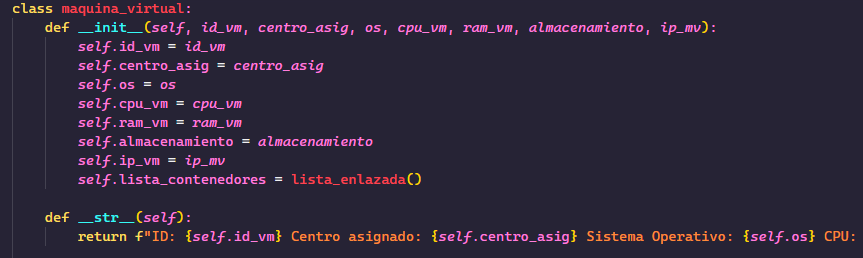 class maquina_virtual:
def __init__(self, id_vm, centro_asig, os, cpu_vm, ram_vm, almacenamiento, ip_mv):
self.id_vm = id_vm
self.centro_asig = centro_asig
self.os = os
self.cpu_vm = cpu_vm
self.ram_vm = ram_vm
self.almacenamiento = almacenamiento
self.ip_vm = ip_mv
self.lista_contenedores = lista_enlazada()
def __str__(self):
return f"ID: {self.id_vm} Centro asignado: {self.centro_asig} Sistema Operativo: {self.os} CPU: